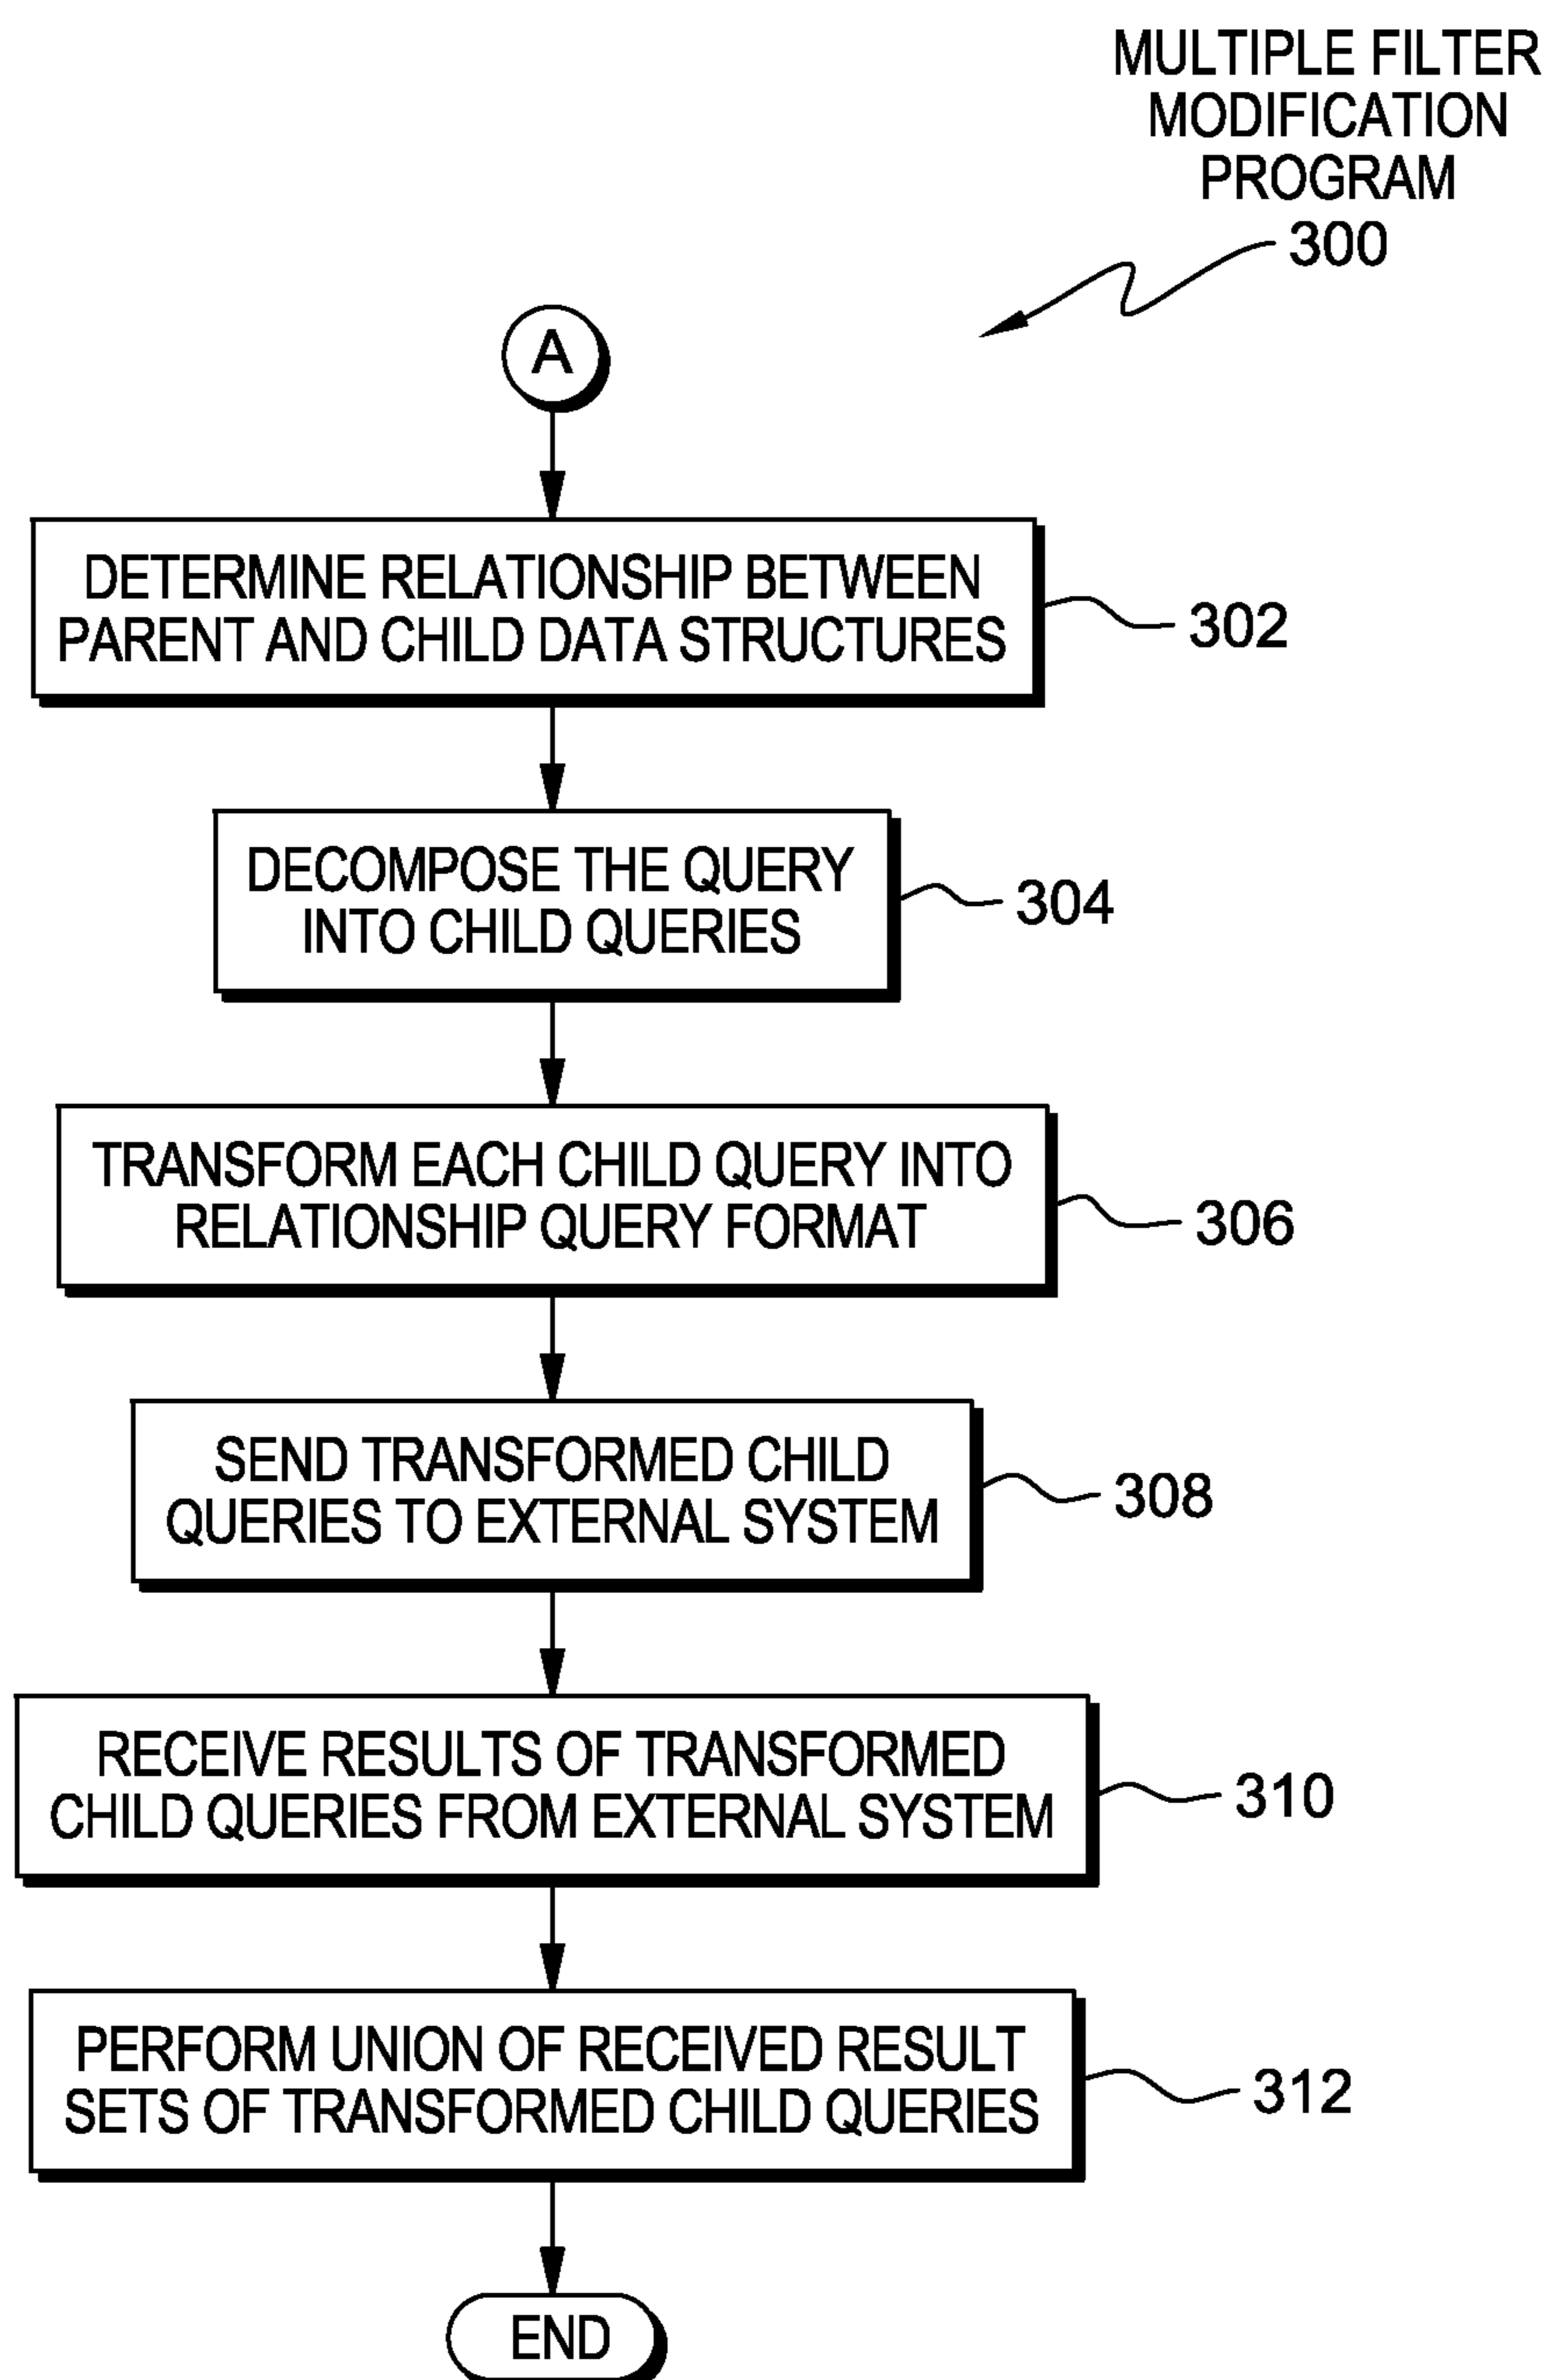 MULTIPLE FILTER
MODIFICATION
PROGRAM
300
A
DETERMINE RELATIONSHIP BETWEEN
PARENT AND CHILD DATA STRUCTURES
302
DECOMPOSE THE QUERY
INTO CHILD QUERIES
304
TRANSFORM EACH CHILD QUERY INTO
RELATIONSHIP QUERY FORMAT
306
SEND TRANSFORMED CHILD
QUERIES TO EXTERNAL SYSTEM
308
RECEIVE RESULTS OF TRANSFORMED
CHILD QUERIES FROM EXTERNAL SYSTEM
310
PERFORM UNION OF RECEIVED RESULT
SETS OF TRANSFORMED CHILD QUERIES
312
END